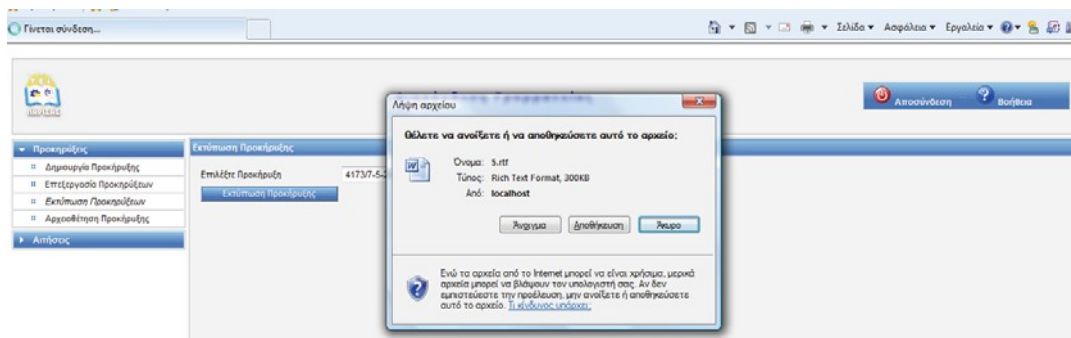 Γίνεται σύνδεση...
Σελίδα Ασφάλεια Εργαλεία
Αποσύνδεση Βοήθεια
Λήψη αρχείου
Θέλετε να ανοίξετε ή να αποθηκεύσετε αυτό το αρχείο;
Όνομα: 5.rtf
Τύπος: Rich Text Format, 300KB
Από: localhost
Άνοιγμα Αποθήκευση Άκυρο
Ενώ τα αρχεία από το Internet μπορεί να είναι χρήσιμα, μερικά
αρχεία μπορεί να βλάψουν τον υπολογιστή σας. Αν δεν
εμπιστεύεστε την προέλευση, μην ανοίξετε ή αποθηκεύσετε
αυτό το αρχείο. Τι κίνδυνος υπάρχει;
Προκηρύξεις
Δημιουργία Προκήρυξης
Επεξεργασία Προκηρύξεων
Εκτύπωση Προκηρύξεων
Αρχειοθέτηση Προκήρυξης
Αιτήσεις
Εκτύπωση Προκήρυξης
Επιλέξτε Προκήρυξη 4173/7-5-2
Εκτύπωση Προκήρυξης